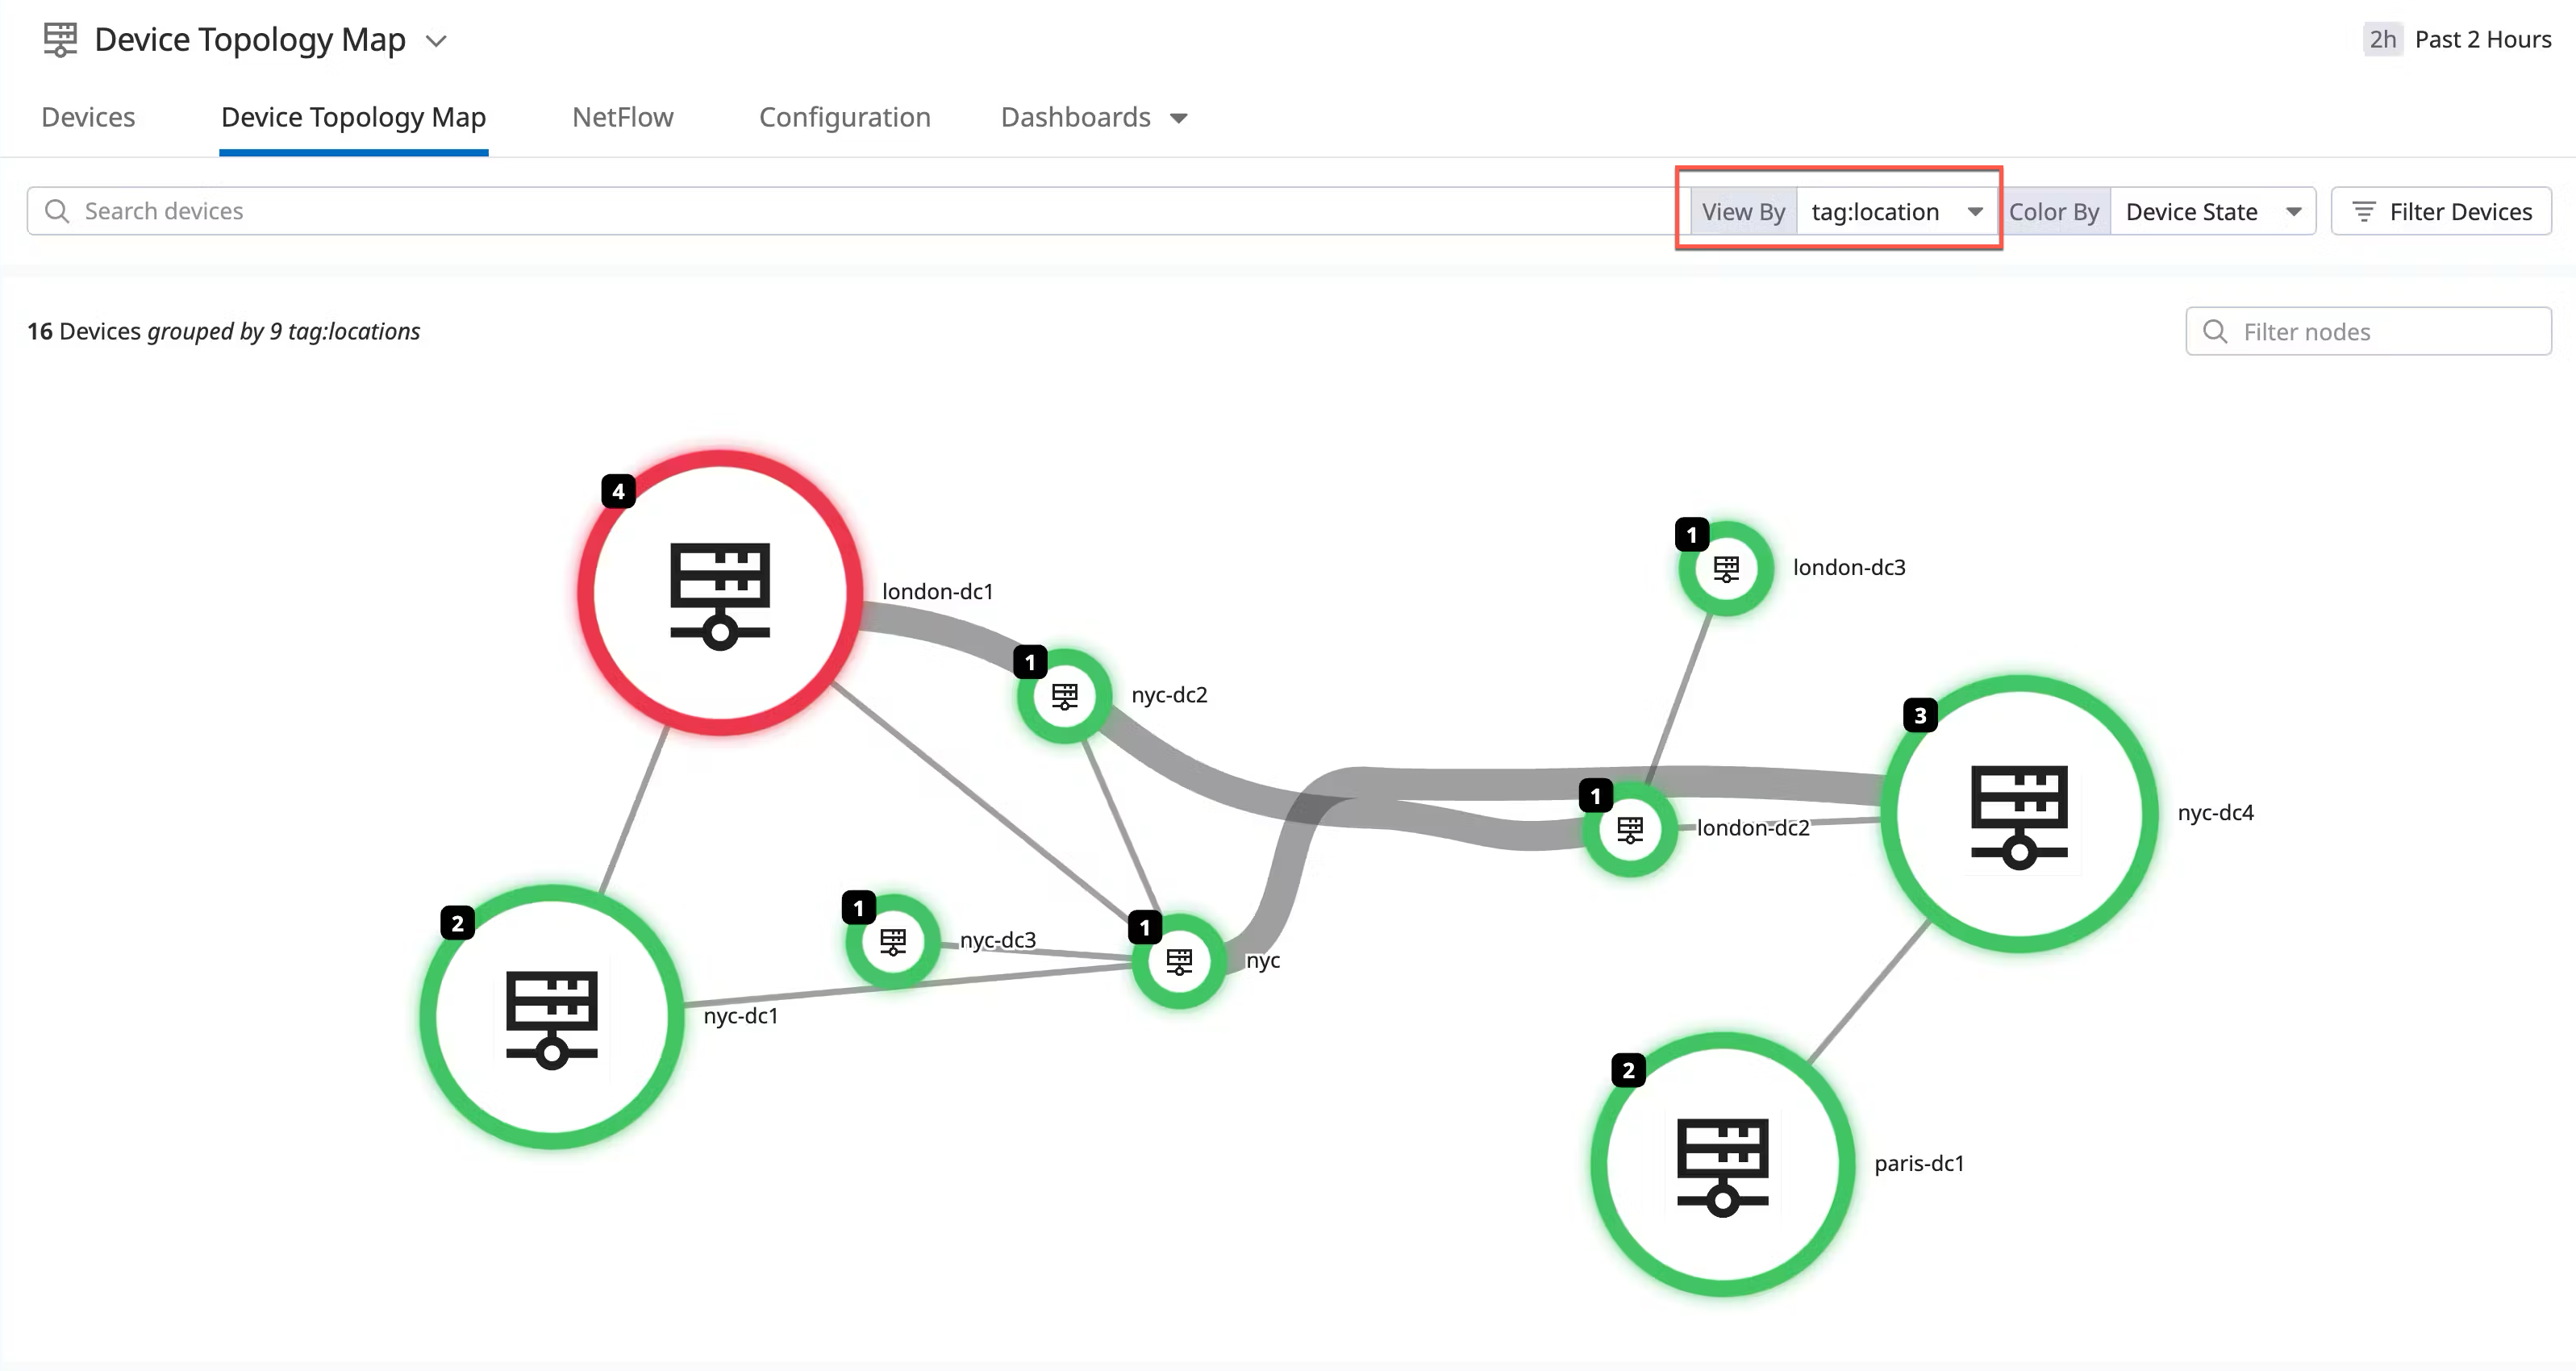 Device Topology Map
2h Past 2 Hours
Devices Device Topology Map NetFlow Configuration Dashboards
Search devices View By tag:location Color By Device State Filter Devices
16 Devices grouped by 9 tag:locations
Filter nodes
4
1
london-dc3
london-dc1
1
nyc-dc2
3
1
nyc-dc4
london-dc2
2
1
1
nyc-dc3
nyc
nyc-dc1
2
paris-dc1